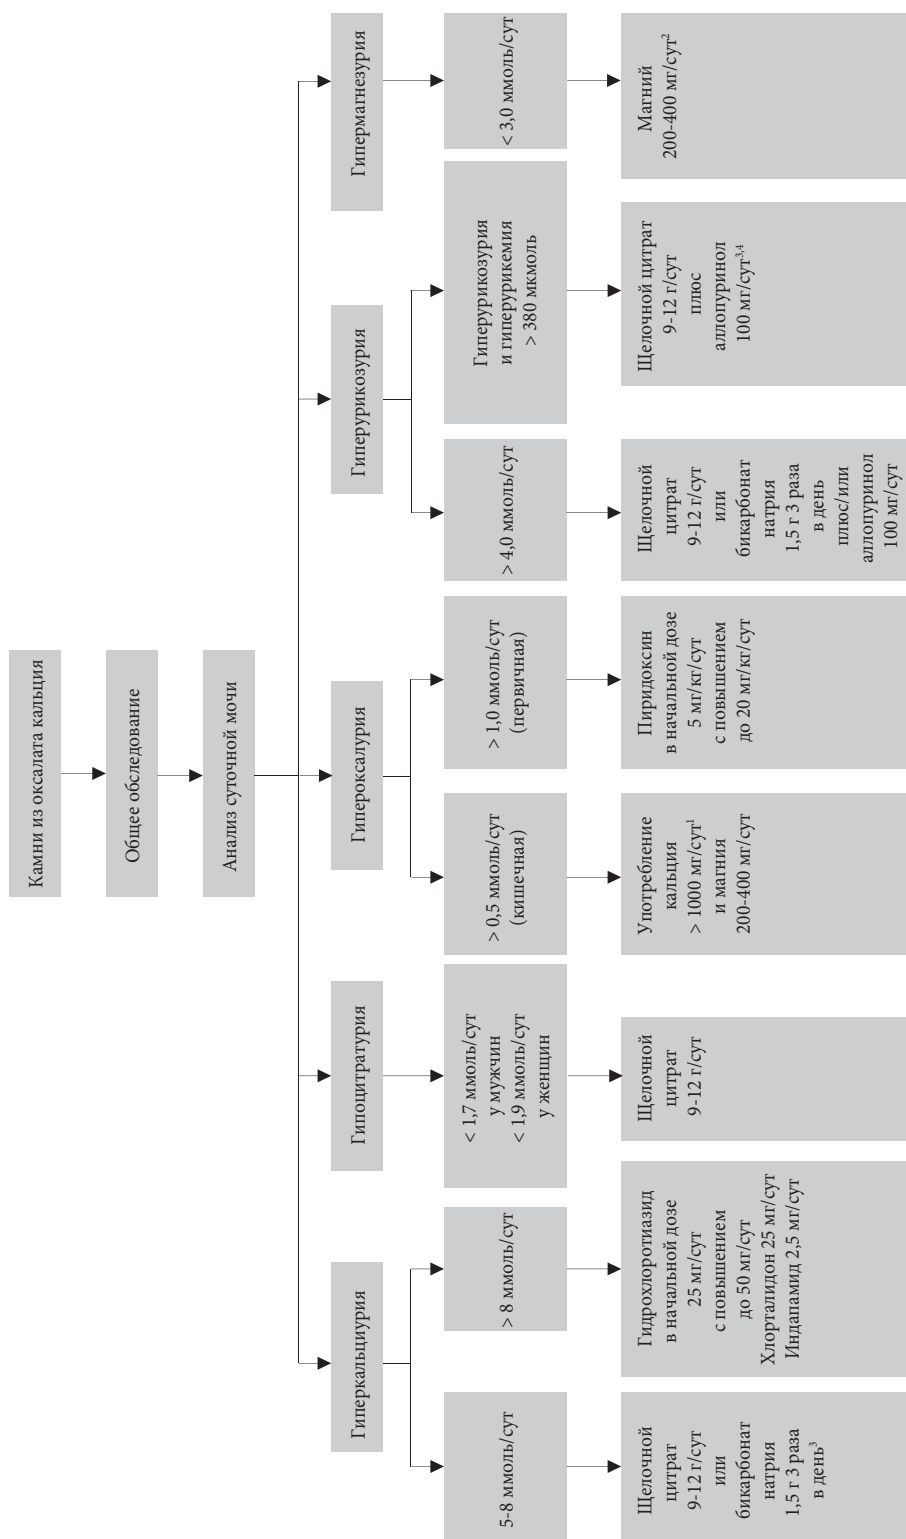 Камни из оксалата кальция
Общее обследование
Анализ суточной мочи
Гиперкальциурия
Гипоцитратурия
Гипероксалурия
Гиперурикозурия
Гипермагнезурия
5-8 ммоль/сут
> 8 ммоль/сут
< 1,7 ммоль/сут
у мужчин
< 1,9 ммоль/сут
у женщин
> 0,5 ммоль/сут
(кишечная)
> 1,0 ммоль/сут
(первичная)
> 4,0 ммоль/сут
Гиперурикозурия
и гиперурикемия
> 380 мкмоль
< 3,0 ммоль/сут
Щелочной
цитрат
9-12 г/сут
или
бикарбонат
натрия
1,5 г 3 раза
в день³
Гидрохлоротиазид
в начальной дозе
25 мг/сут
с повышением
до 50 мг/сут
Хлорталидон 25 мг/сут
Индапамид 2,5 мг/сут
Щелочной
цитрат
9-12 г/сут
Употребление
кальция
> 1000 мг/сут¹
и магния
200-400 мг/сут
Пиридоксин
в начальной дозе
5 мг/кг/сут
с повышением
до 20 мг/кг/сут
Щелочной
цитрат
9-12 г/сут
или
бикарбонат
натрия
1,5 г 3 раза
в день
плюс/или
аллопуринол
100 мг/сут
Щелочной цитрат
9-12 г/сут
плюс
аллопуринол
100 мг/сут³,⁴
Магний
200-400 мг/сут²